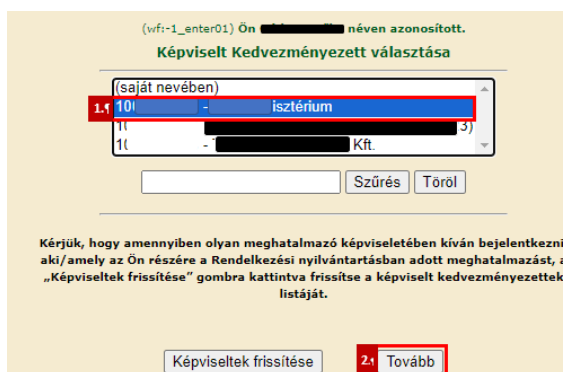 (wf:-1_enter01) Ön néven azonosított.
Képviselt Kedvezményezett választása
(saját nevében)
1. 10 - isztérium
1( 3)
1( - Kft.
Szűrés Töröl
Kérjük, hogy amennyiben olyan meghatalmazó képviseletében kíván bejelentkezni
aki/amely az Ön részére a Rendelkezési nyilvántartásban adott meghatalmazást, a
„Képviseltek frissítése” gombra kattintva frissítse a képviselt kedvezményezettek
listáját.
Képviseltek frissítése 2. Tovább